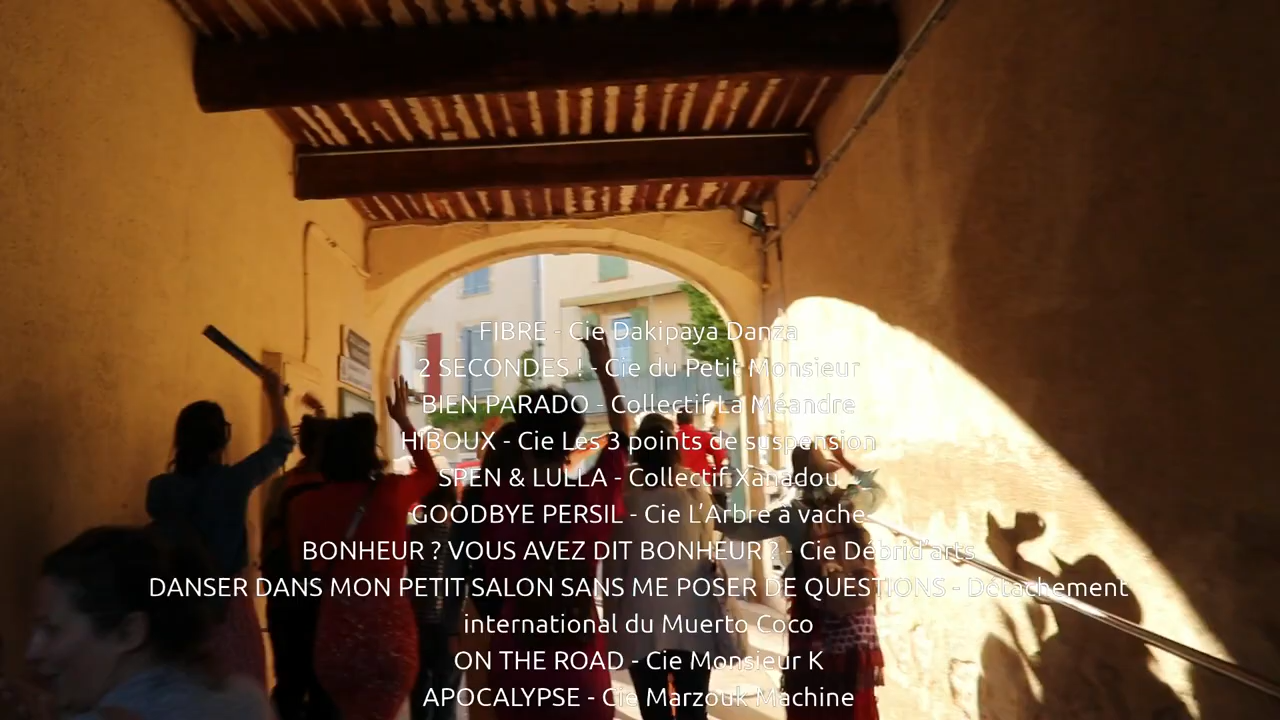 FIBRE - Cie Dakipaya Danza
2 SECONDES ! - Cie du Petit Monsieur
BIEN PARADO - Collectif La Méandre
HIBOUX - Cie Les 3 points de suspension
SPEN & LULLA - Collectif Xanadou
GOODBYE PERSIL - Cie L’Arbre à vache
BONHEUR ? VOUS AVEZ DIT BONHEUR ? - Cie Débrid’arts
DANSER DANS MON PETIT SALON SANS ME POSER DE QUESTIONS - Détachement
international du Muerto Coco
ON THE ROAD - Cie Monsieur K
APOCALYPSE - Cie Marzouk Machine